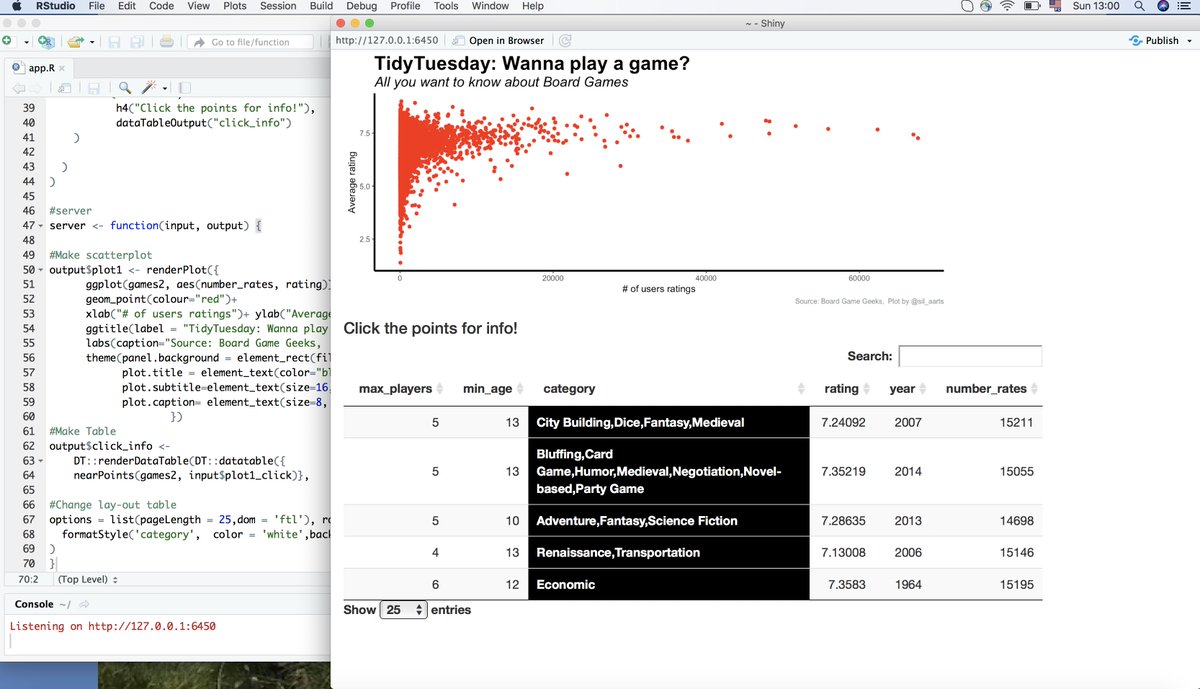 RStudio File Edit Code View Plots Session Build Debug Profile Tools Window Help Sun 13:00
~ - Shiny
http://127.0.0.1:6450 Open in Browser Publish
Go to file/function
app.R
39 h4("Click the points for info!"),
40 dataTableOutput("click_info")
41 )
42
43 )
44 )
45
46 #server
47 server <- function(input, output) {
48
49 #Make scatterplot
50 output$plot1 <- renderPlot({
51 ggplot(games2, aes(number_rates, rating))
52 geom_point(colour="red")+
53 xlab("# of users ratings")+ ylab("Average
54 ggtitle(label = "TidyTuesday: Wanna play
55 labs(caption="Source: Board Game Geeks,
56 theme(panel.background = element_rect(fil
57 plot.title = element_text(color="bl
58 plot.subtitle=element_text(size=16,
59 plot.caption= element_text(size=8,
60 })
61 #Make Table
62 output$click_info <-
63 DT::renderDataTable(DT::datatable({
64 nearPoints(games2, input$plot1_click)},
65
66 #Change lay-out table
67 options = list(pageLength = 25,dom = 'ftl'), ro
68 formatStyle('category', color = 'white',back
69 )
70 }
70:2 (Top Level)
Console ~/
Listening on http://127.0.0.1:6450
TidyTuesday: Wanna play a game?
All you want to know about Board Games
Average rating
7.5
5.0
2.5
0 20000 40000 60000
# of users ratings
Source: Board Game Geeks, Plot by @sil_aarts
Click the points for info!
Search:
max_players min_age category rating year number_rates
5 13 City Building,Dice,Fantasy,Medieval 7.24092 2007 15211
Bluffing,Card
5 13 Game,Humor,Medieval,Negotiation,Novel- 7.35219 2014 15055
based,Party Game
5 10 Adventure,Fantasy,Science Fiction 7.28635 2013 14698
4 13 Renaissance,Transportation 7.13008 2006 15146
6 12 Economic 7.3583 1964 15195
Show 25 entries